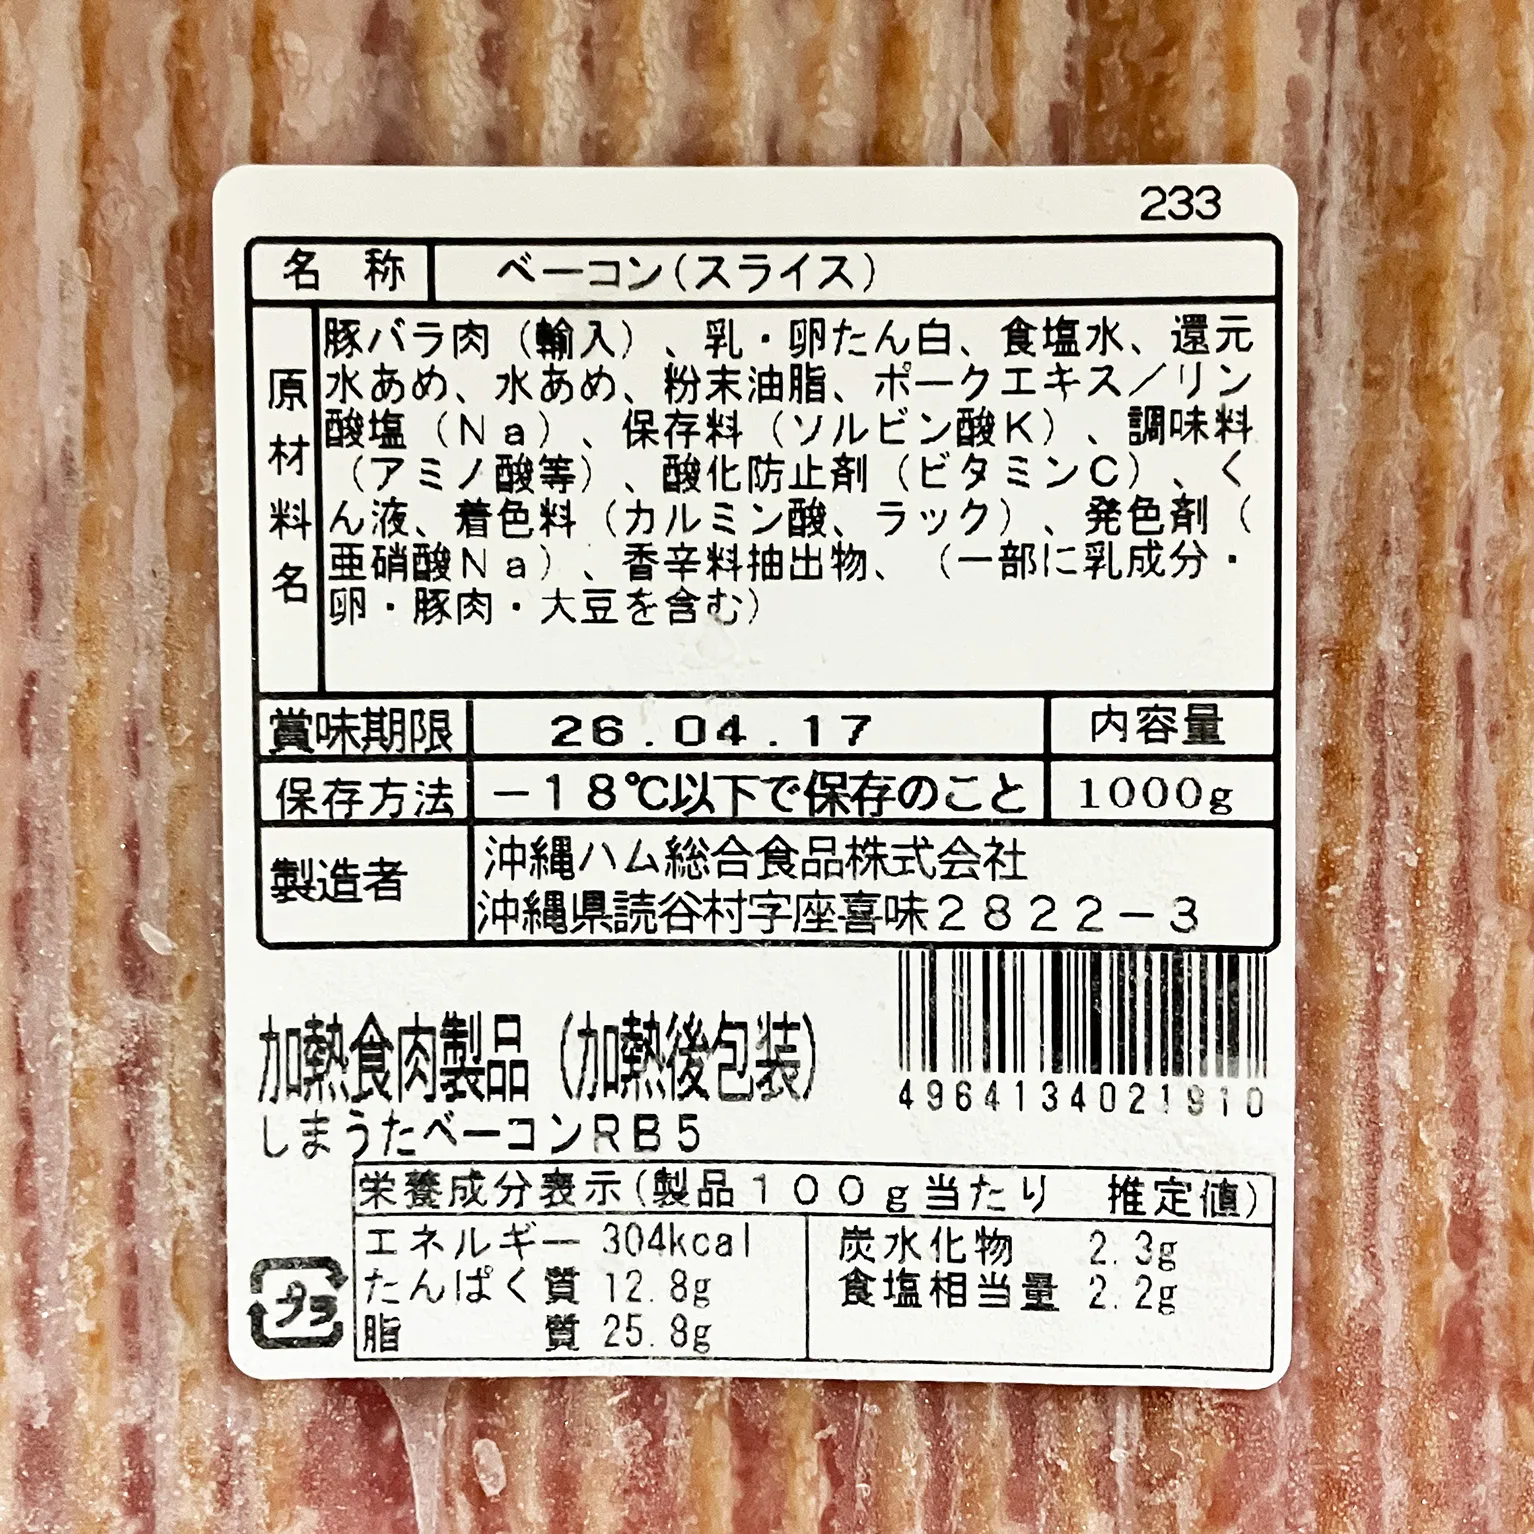 233
名 称 ベーコン(スライス)
原材料名
豚バラ肉（輸入）、乳・卵たん白、食塩水、還元
水あめ、水あめ、粉末油脂、ポークエキス／リン
酸塩（Ｎａ）、保存料（ソルビン酸Ｋ）、調味料
（アミノ酸等）、酸化防止剤（ビタミンＣ）、く
ん液、着色料（カルミン酸、ラック）、発色剤（
亜硝酸Ｎａ）、香辛料抽出物、（一部に乳成分・
卵・豚肉・大豆を含む）
賞味期限 26.04.17 内容量
保存方法 －１８℃以下で保存のこと 1000g
製造者 沖縄ハム総合食品株式会社
沖縄県読谷村字座喜味２８２２－３
4964134021910
加熱食肉製品（加熱後包装）
しまうたベーコンＲＢ５
栄養成分表示(製品１００ｇ当たり 推定値)
エネルギー 304kcal 炭水化物 2.3g
たんぱく質 12.8g 食塩相当量 2.2g
脂質 25.8g
プラ